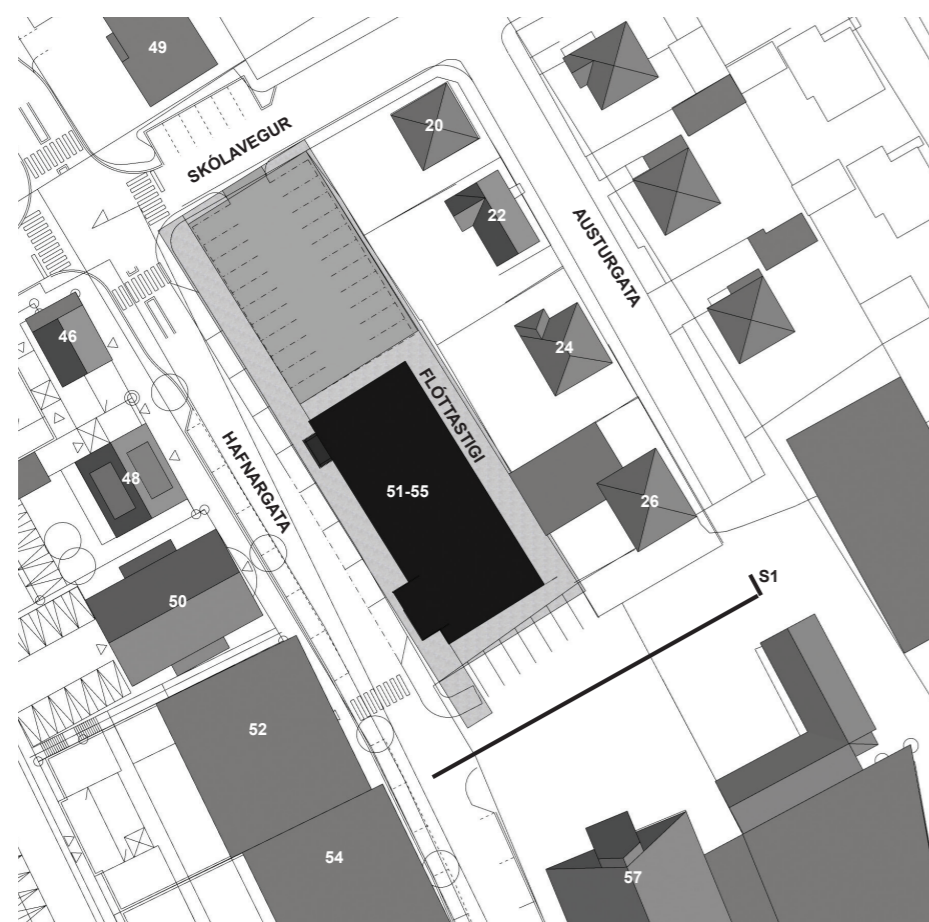 49
SKÓLAVEGUR
20
22
AUSTURGATA
46
24
FLÓTTASTIGI
HAFNARGATA
48
51-55
26
S1
50
52
54
57